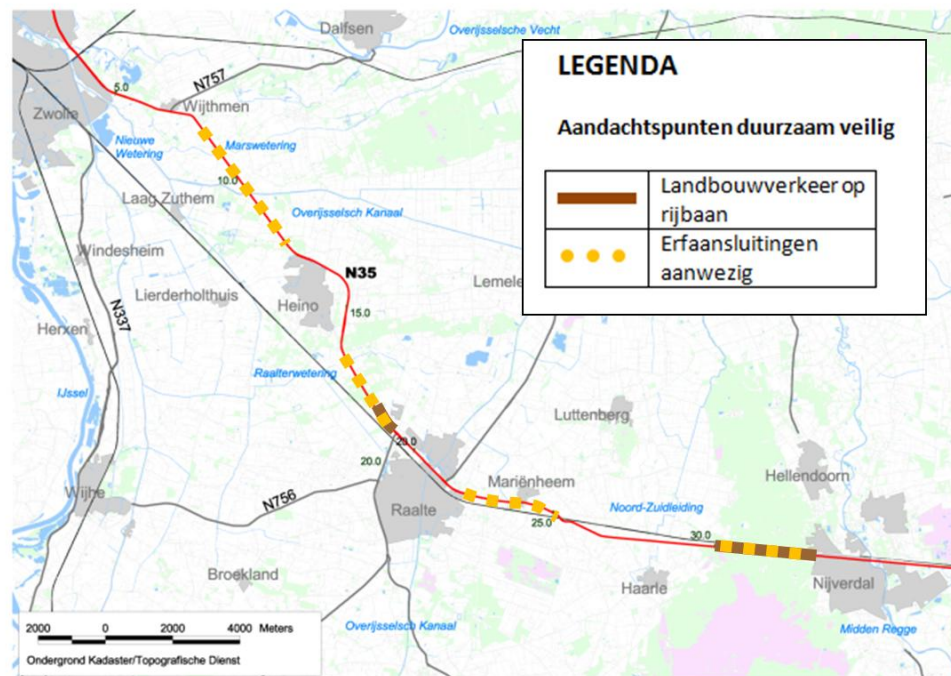 Dalfsen
Overijsselsche Vecht
N757
5.0
Wijthmen
Zwolle
Nieuwe
Wetering
Marswetering
10.0
Laag Zuthem
Overijsselsch Kanaal
Windesheim
N35
Lemele
Lierderholthuis
Heino
15.0
N337
Herxen
Raalterwetering
IJssel
Luttenberg
20.0
20.0
Mariënheem
Hellendoorn
Wijhe
N756
Raalte
25.0
Noord-Zuidleiding
30.0
Broekland
Haarle
Nijverdal
Overijsselsch Kanaal
Midden Regge
LEGENDA
Aandachtspunten duurzaam veilig
Landbouwverkeer op
rijbaan
Erfaansluitingen
aanwezig
2000 0 2000 4000 Meters
Ondergrond Kadaster/Topografische Dienst